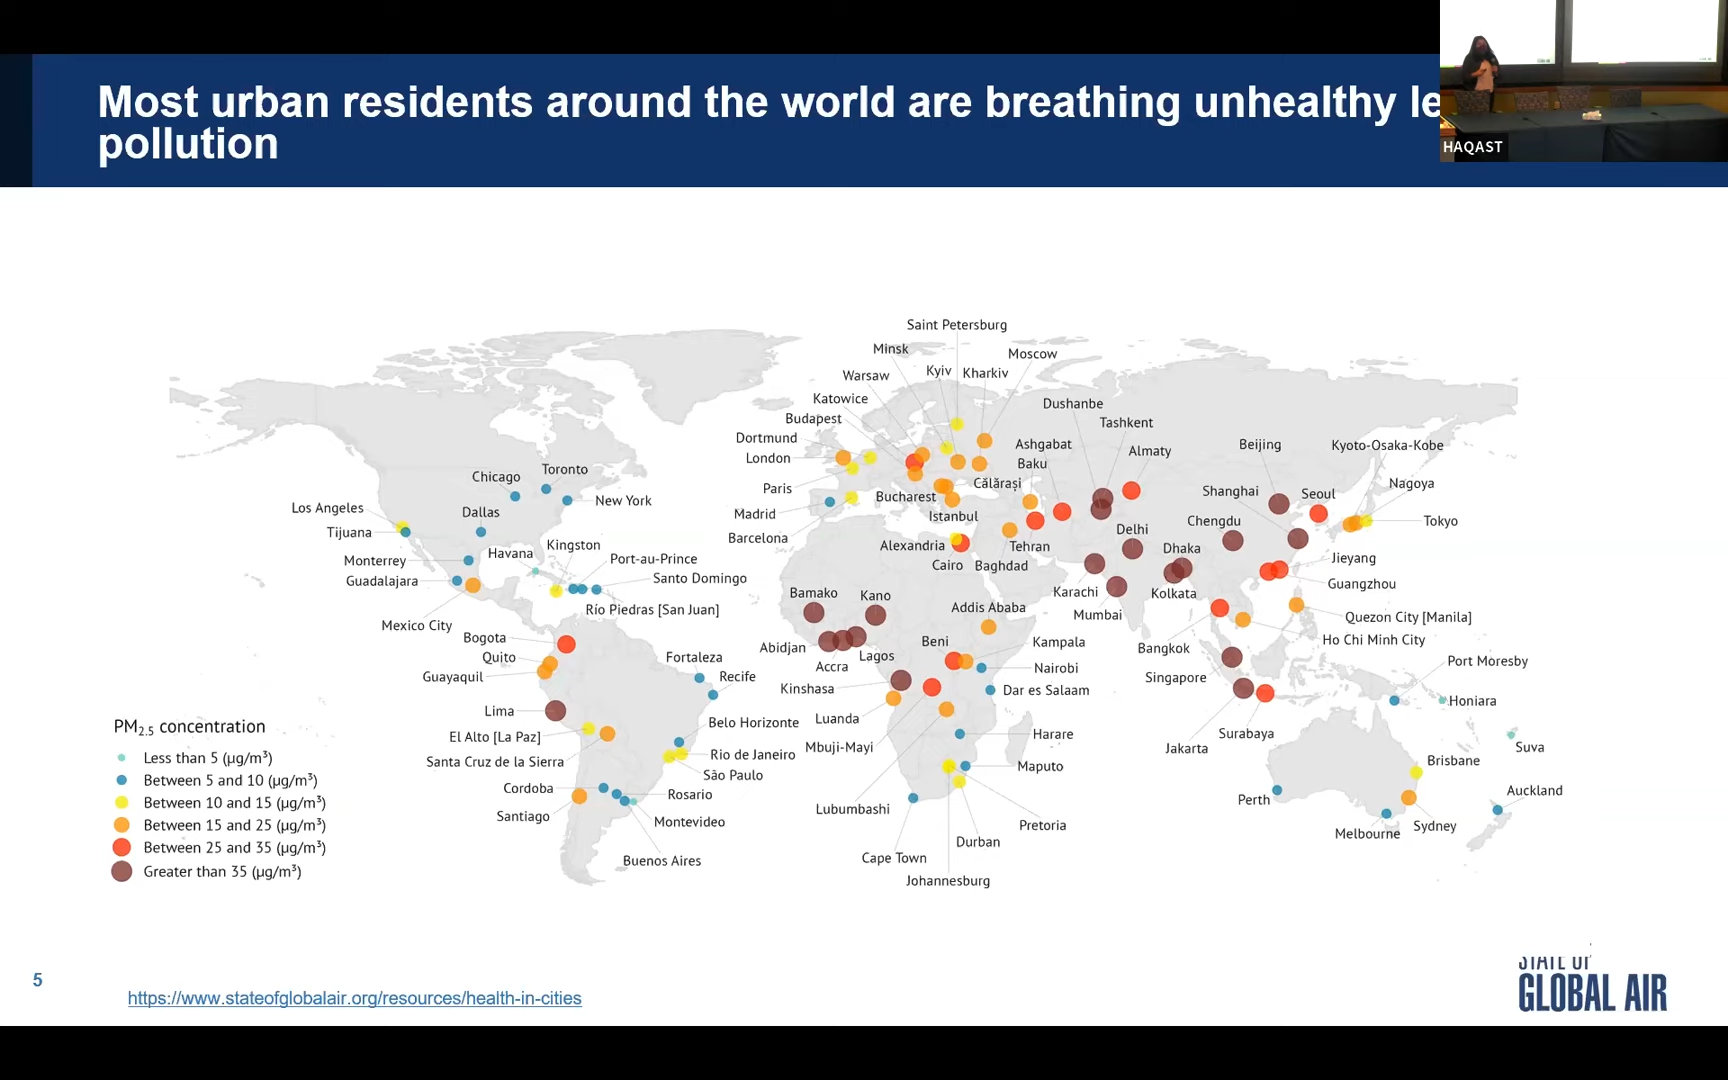 Most urban residents around the world are breathing unhealthy le
pollution
HAQAST
Saint Petersburg
Minsk
Moscow
Warsaw
Kyiv
Kharkiv
Katowice
Dushanbe
Budapest
Tashkent
Dortmund
Ashgabat
Beijing
Kyoto-Osaka-Kobe
London
Baku
Almaty
Chicago
Toronto
Paris
Bucharest
Călărași
Shanghai
Seoul
Nagoya
Los Angeles
New York
Madrid
Istanbul
Chengdu
Tokyo
Dallas
Tijuana
Barcelona
Delhi
Havana
Kingston
Alexandria
Tehran
Dhaka
Jieyang
Monterrey
Port-au-Prince
Cairo
Baghdad
Guadalajara
Santo Domingo
Guangzhou
Bamako
Kano
Karachi
Kolkata
Río Piedras [San Juan]
Addis Ababa
Mumbai
Quezon City [Manila]
Mexico City
Bogota
Abidjan
Beni
Kampala
Bangkok
Ho Chi Minh City
Quito
Fortaleza
Accra
Lagos
Nairobi
Port Moresby
Guayaquil
Recife
Kinshasa
Dar es Salaam
Singapore
Honiara
Lima
Belo Horizonte
Luanda
Harare
Surabaya
El Alto [La Paz]
Rio de Janeiro
Mbuji-Mayi
Jakarta
Suva
Santa Cruz de la Sierra
São Paulo
Maputo
Brisbane
Cordoba
Rosario
Lubumbashi
Perth
Auckland
Santiago
Montevideo
Pretoria
Melbourne
Sydney
Buenos Aires
Durban
Cape Town
Johannesburg
PM2.5 concentration
Less than 5 (µg/m³)
Between 5 and 10 (µg/m³)
Between 10 and 15 (µg/m³)
Between 15 and 25 (µg/m³)
Between 25 and 35 (µg/m³)
Greater than 35 (µg/m³)
5
https://www.stateofglobalair.org/resources/health-in-cities
STATE OF
GLOBAL AIR